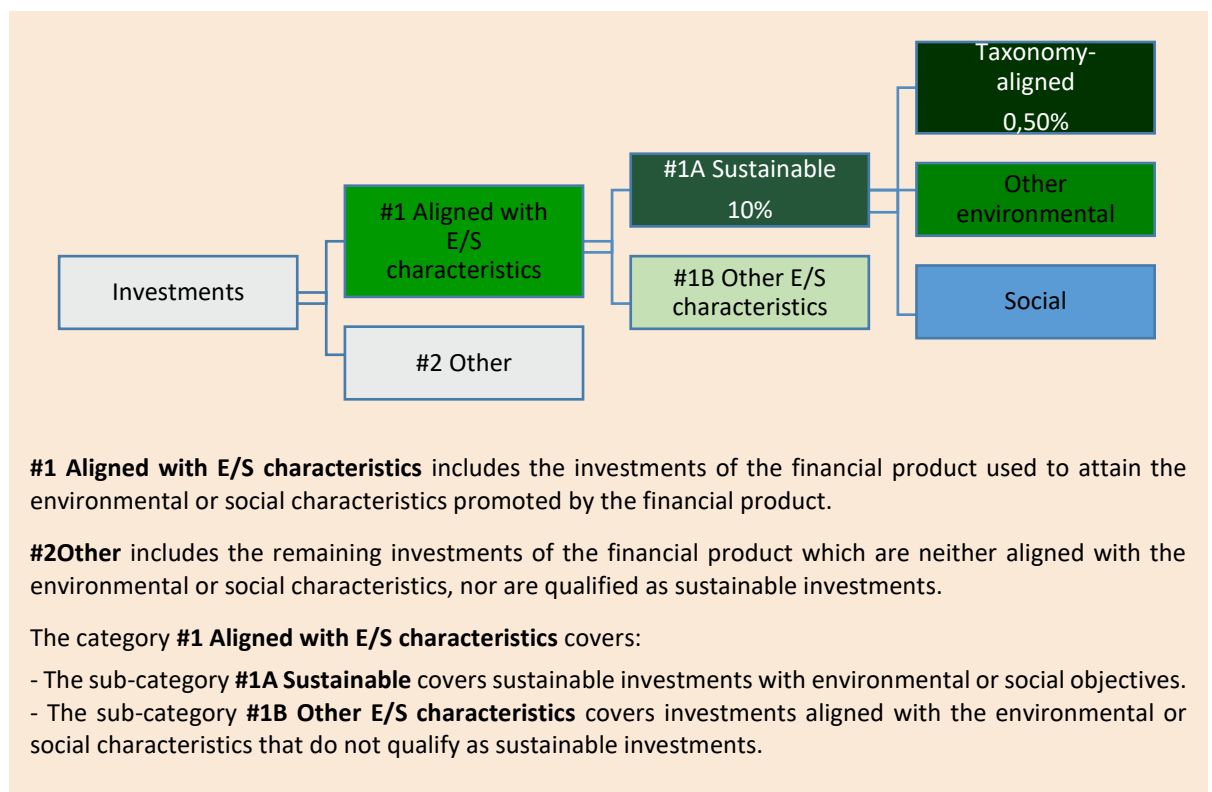 Taxonomy-
aligned
0,50%
#1A Sustainable
10%
Other
environmental
#1 Aligned with
E/S
characteristics
Investments
#1B Other E/S
characteristics
Social
#2 Other
#1 Aligned with E/S characteristics includes the investments of the financial product used to attain the
environmental or social characteristics promoted by the financial product.
#2Other includes the remaining investments of the financial product which are neither aligned with the
environmental or social characteristics, nor are qualified as sustainable investments.
The category #1 Aligned with E/S characteristics covers:
- The sub-category #1A Sustainable covers sustainable investments with environmental or social objectives.
- The sub-category #1B Other E/S characteristics covers investments aligned with the environmental or
social characteristics that do not qualify as sustainable investments.